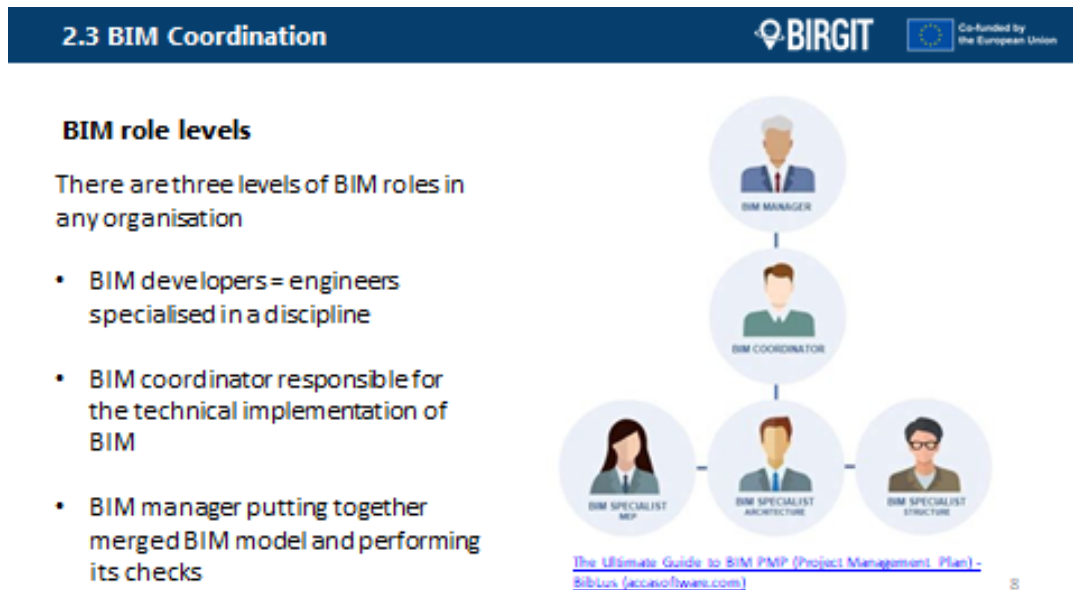 2.3 BIM Coordination
BIRGIT
Co-funded by
the European Union
BIM role levels
There are three levels of BIM roles in
any organisation
• BIM developers = engineers
specialised in a discipline
• BIM coordinator responsible for
the technical implementation of
BIM
• BIM manager putting together
merged BIM model and performing
its checks
BIM MANAGER
BIM COORDINATOR
BIM SPECIALIST
MEP
BIM SPECIALIST
ARCHITECTURE
BIM SPECIALIST
STRUCTURE
The Ultimate Guide to BIM PMP (Project Management Plan) -
BibLus (accasoftware.com)
8